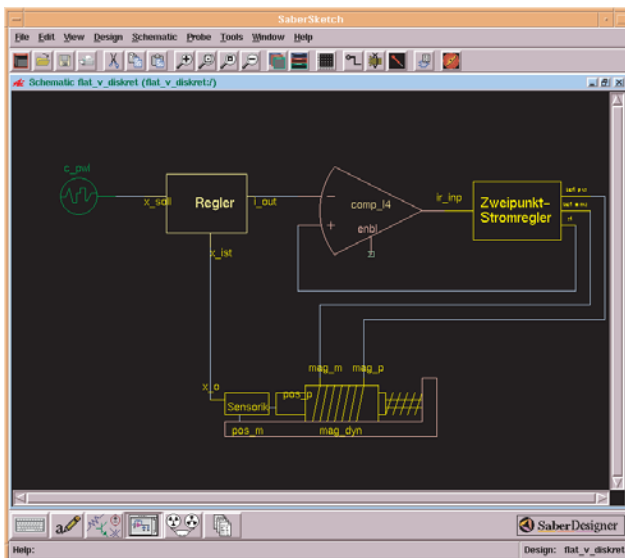 SaberSketch
File Edit View Design Schematic Probe Tools Window Help
Schematic flat_v_diskret (flat_v_diskret:/)
c_pwl
x_soll
Regler
i_out
x_ist
comp_l4
enbl
ir_inp
Zweipunkt-
Stromregler
mag_m
mag_p
x_o
Sensorik
pos_p
pos_m
mag_dyn
SaberDesigner
Help:
Design: flat_v_diskret